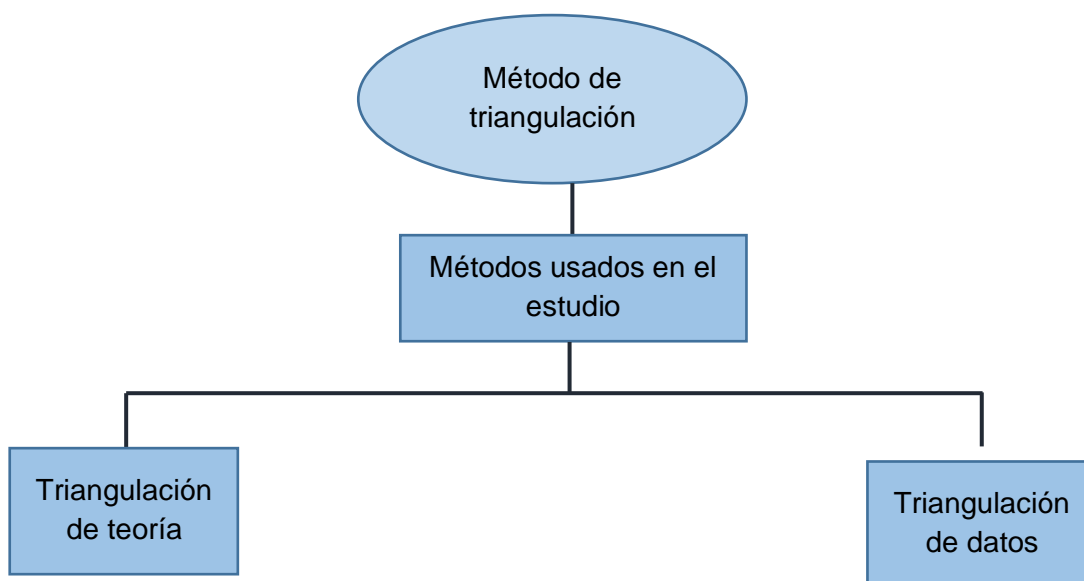 Método de
triangulación
Métodos usados en el
estudio
Triangulación
de teoría
Triangulación
de datos